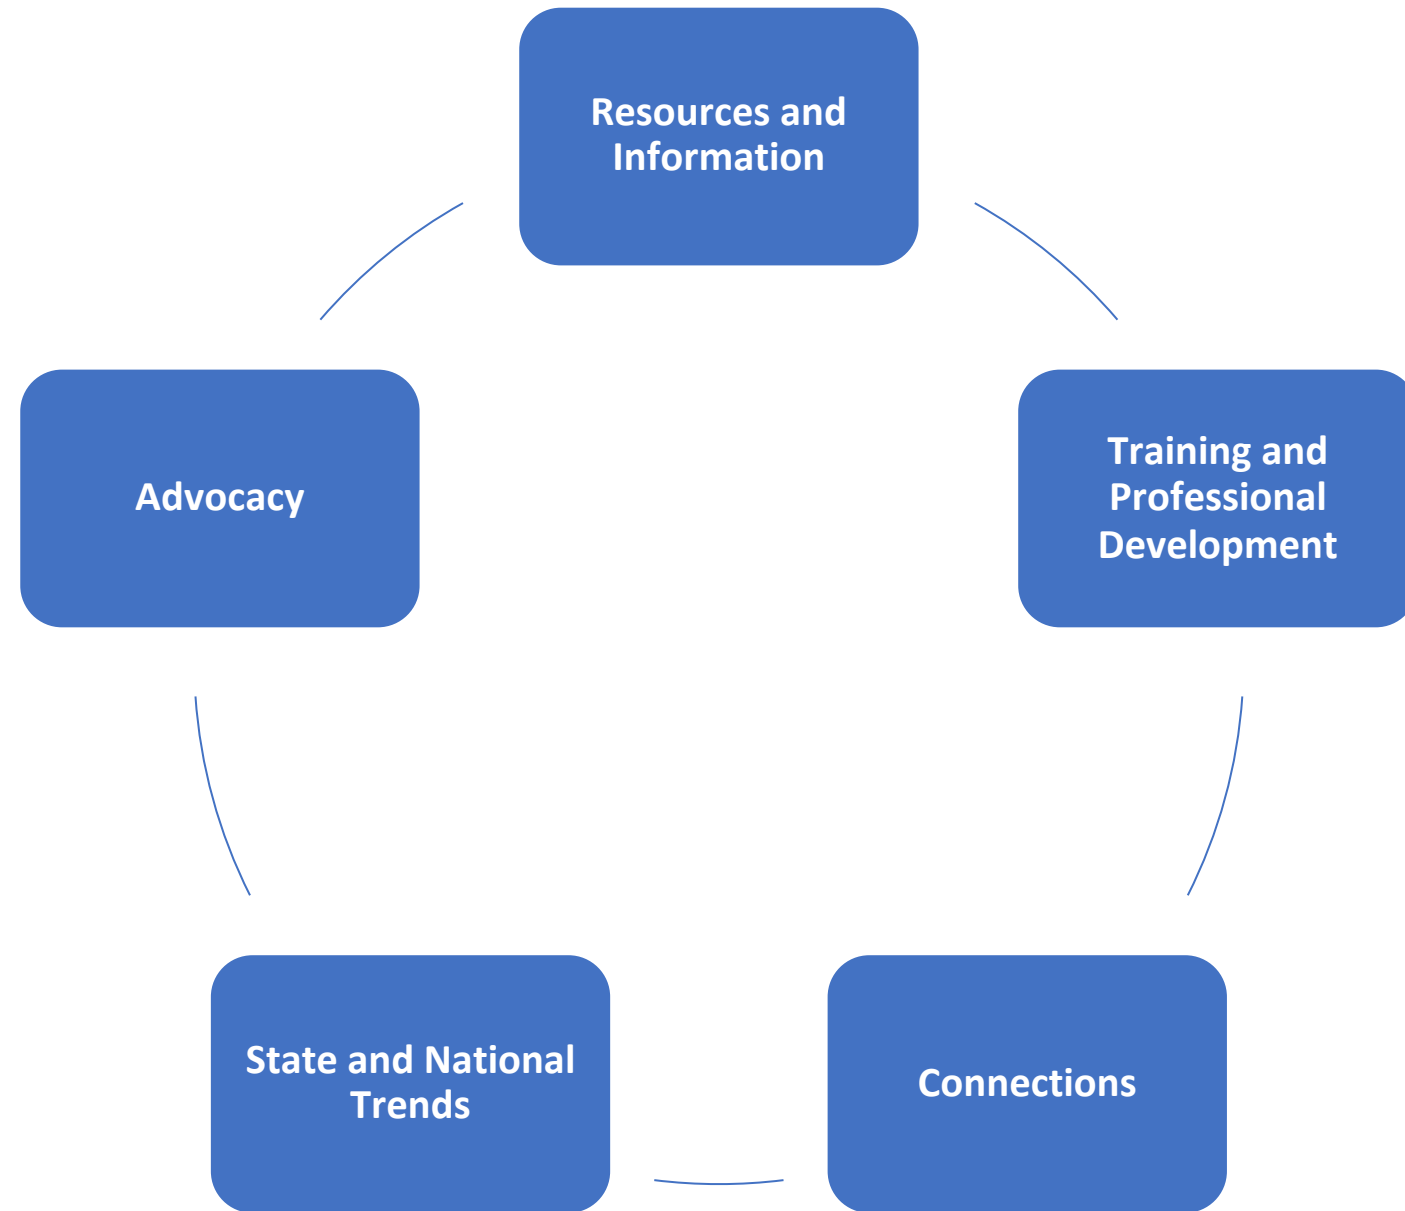 Resources and
Information
Advocacy
Training and
Professional
Development
State and National
Trends
Connections